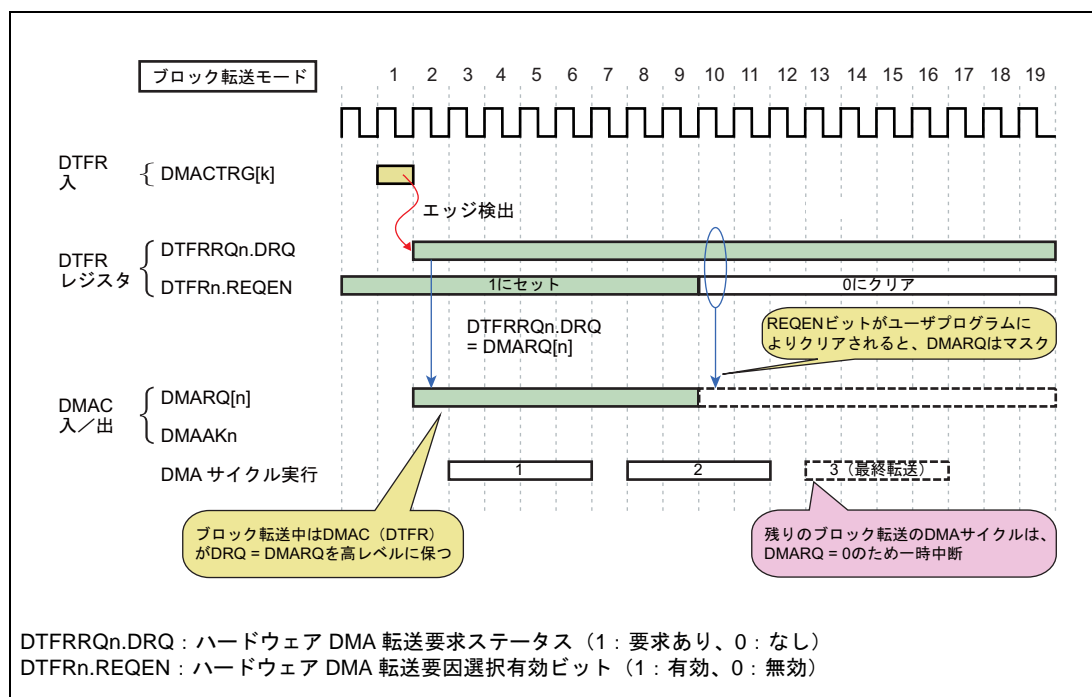 ブロック転送モード
1 2 3 4 5 6 7 8 9 10 11 12 13 14 15 16 17 18 19
DTFR
入
DMACTRG[k]
エッジ検出
DTFR
レジスタ
DTFRRQn.DRQ
DTFRn.REQEN
1にセット
0にクリア
DTFRRQn.DRQ
= DMARQ[n]
REQENビットがユーザプログラムに
よりクリアされると、DMARQはマスク
DMAC
入／出
DMARQ[n]
DMAAKn
DMA サイクル実行
1
2
3（最終転送）
ブロック転送中はDMAC（DTFR）
がDRQ = DMARQを高レベルに保つ
残りのブロック転送のDMAサイクルは、
DMARQ = 0のため一時中断
DTFRRQn.DRQ：ハードウェア DMA 転送要求ステータス（1：要求あり、0：なし）
DTFRn.REQEN：ハードウェア DMA 転送要因選択有効ビット（1：有効、0：無効）